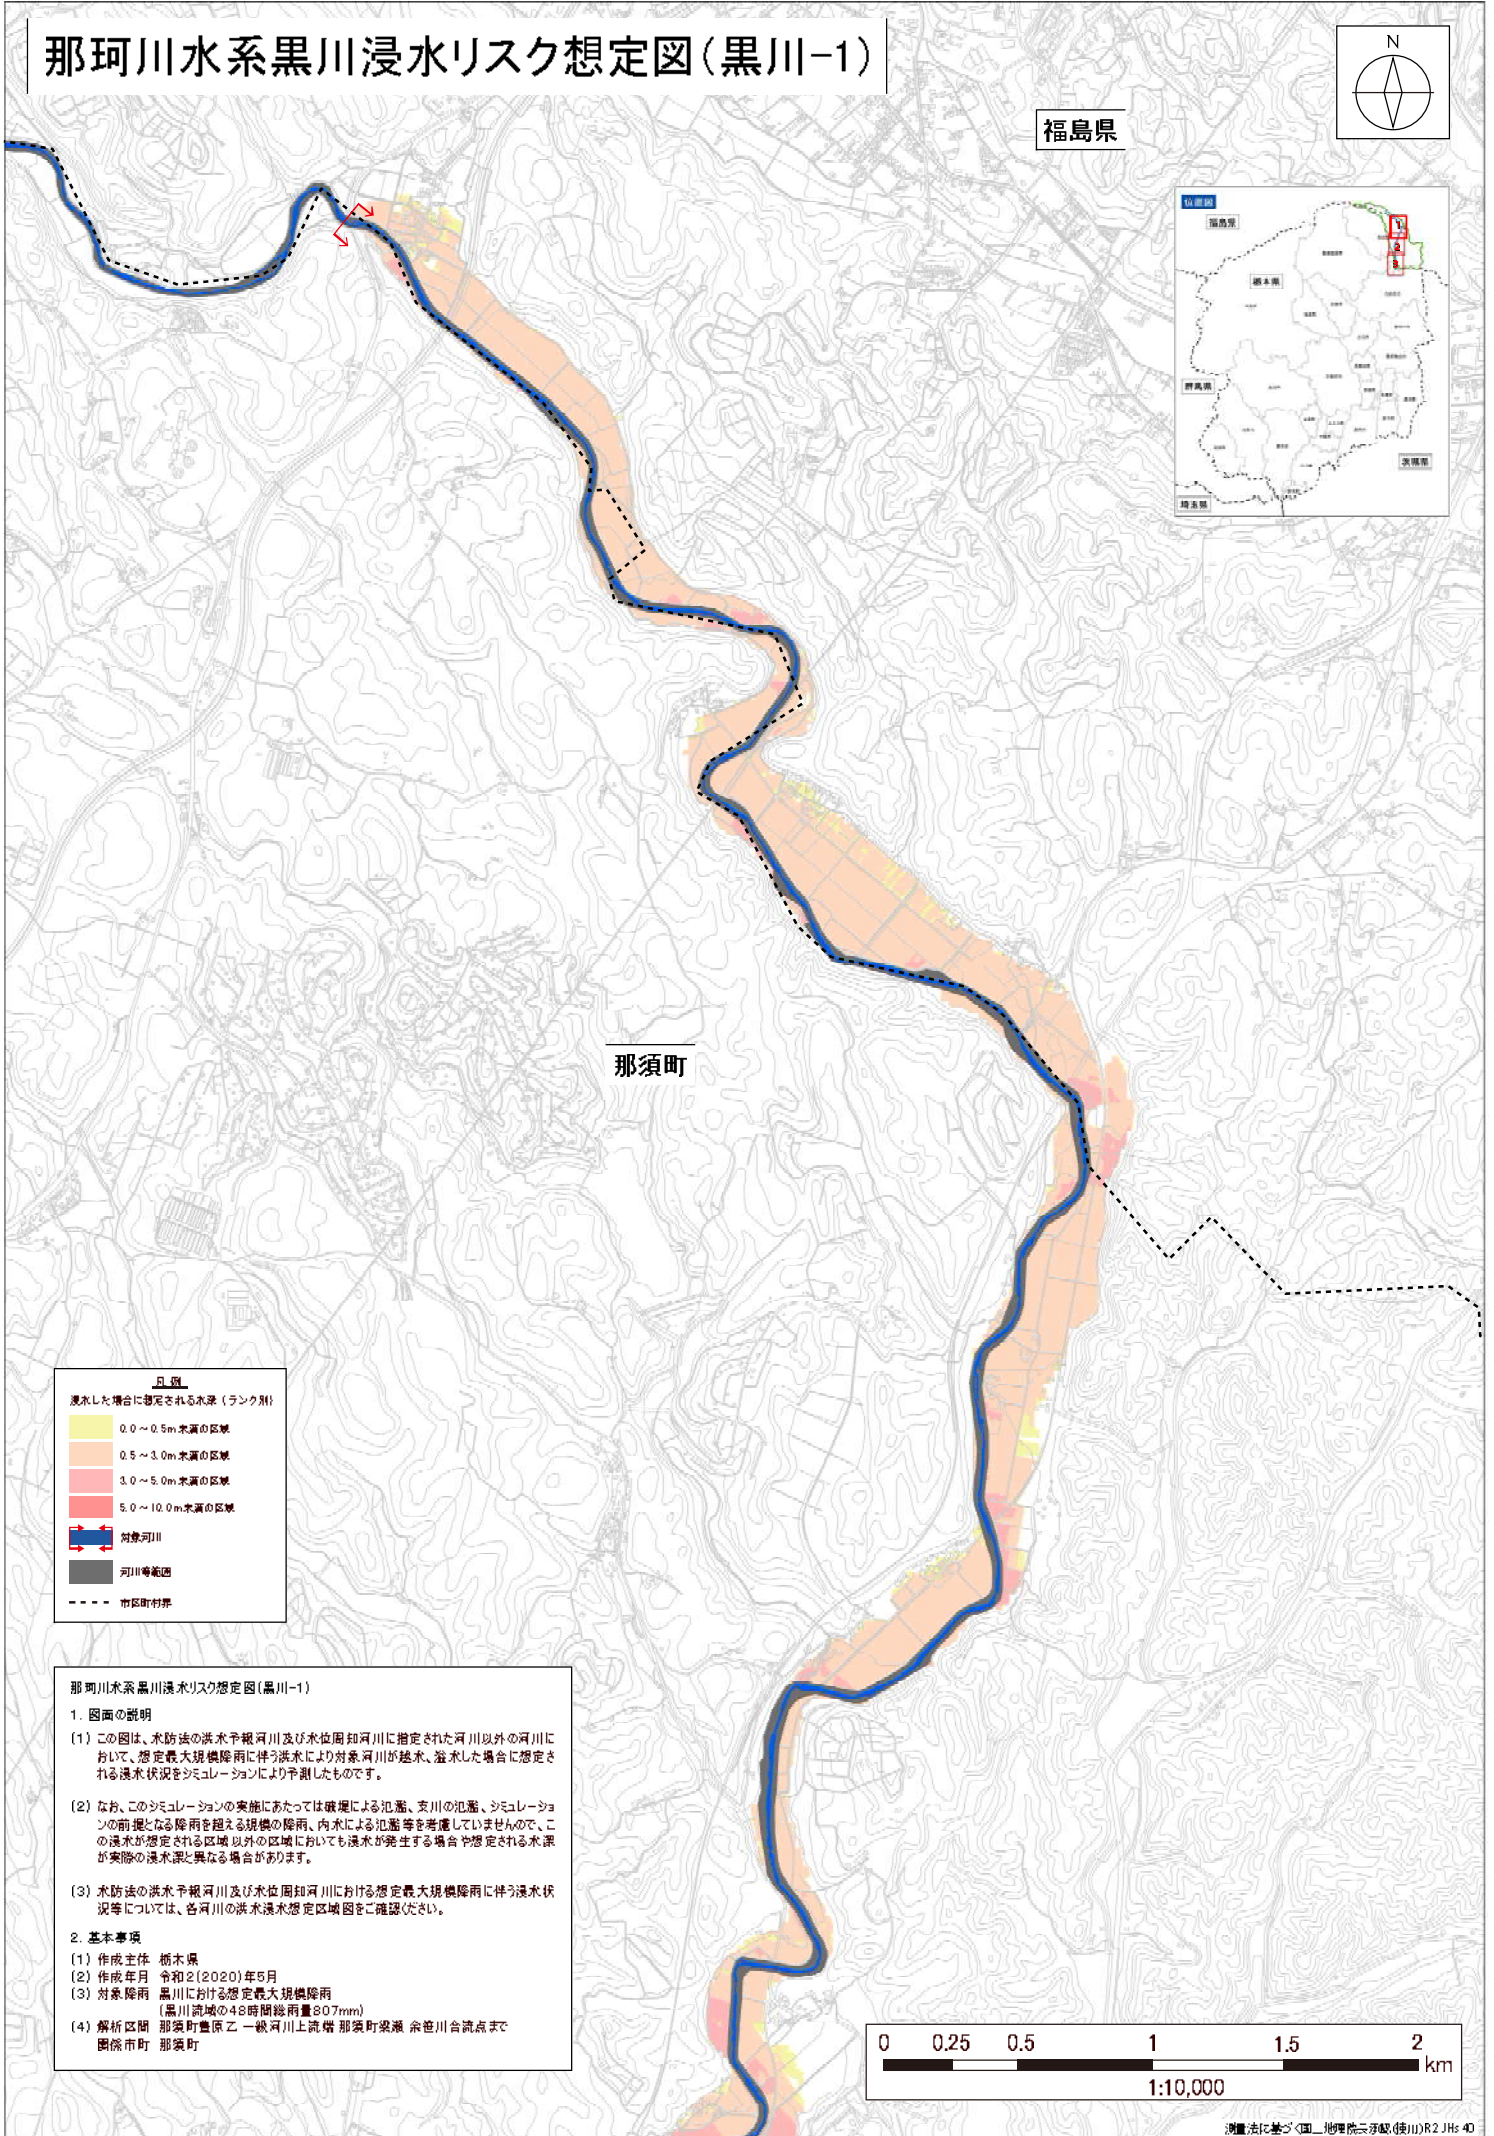 那珂川水系黒川浸水リスク想定図(黒川-1)
N
福島県
位置図
福島県
1
2
3
栃木県
群馬県
茨城県
埼玉県
那須町
凡例
浸水した場合に想定される水深(ランク別)
0.0～0.5m未満の区域
0.5～3.0m未満の区域
3.0～5.0m未満の区域
5.0～10.0m未満の区域
対象河川
河川等範囲
市区町村界
那珂川水系黒川浸水リスク想定図(黒川-1)
1. 図面の説明
(1) この図は、水防法の洪水予報河川及び水位周知河川に指定された河川以外の河川に
おいて、想定最大規模降雨に伴う洪水により対象河川が越水、溢水した場合に想定さ
れる浸水状況をシミュレーションにより予測したものです。
(2) なお、このシミュレーションの実施にあたっては破堤による氾濫、支川の氾濫、シミュレーショ
ンの前提となる降雨を超える規模の降雨、内水による氾濫等を考慮していませんので、こ
の浸水が想定される区域以外の区域においても浸水が発生する場合や想定される水深
が実際の浸水深と異なる場合があります。
(3) 水防法の洪水予報河川及び水位周知河川における想定最大規模降雨に伴う浸水状
況等については、各河川の洪水浸水想定区域図をご確認ください。
2. 基本事項
(1) 作成主体 栃木県
(2) 作成年月 令和2(2020)年5月
(3) 対象降雨 黒川における想定最大規模降雨
(黒川流域の48時間総雨量807mm)
(4) 解析区間 那須町豊原乙 一級河川上流端 那須町梁瀬 余笹川合流点まで
関係市町 那須町
0 0.25 0.5 1 1.5 2
km
1:10,000